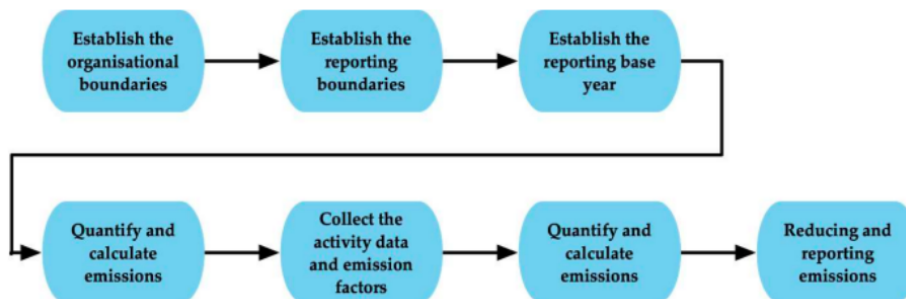 Establish the
organisational
boundaries
Establish the
reporting
boundaries
Establish the
reporting base
year
Quantify and
calculate
emissions
Collect the
activity data
and emission
factors
Quantify and
calculate
emissions
Reducing and
reporting
emissions